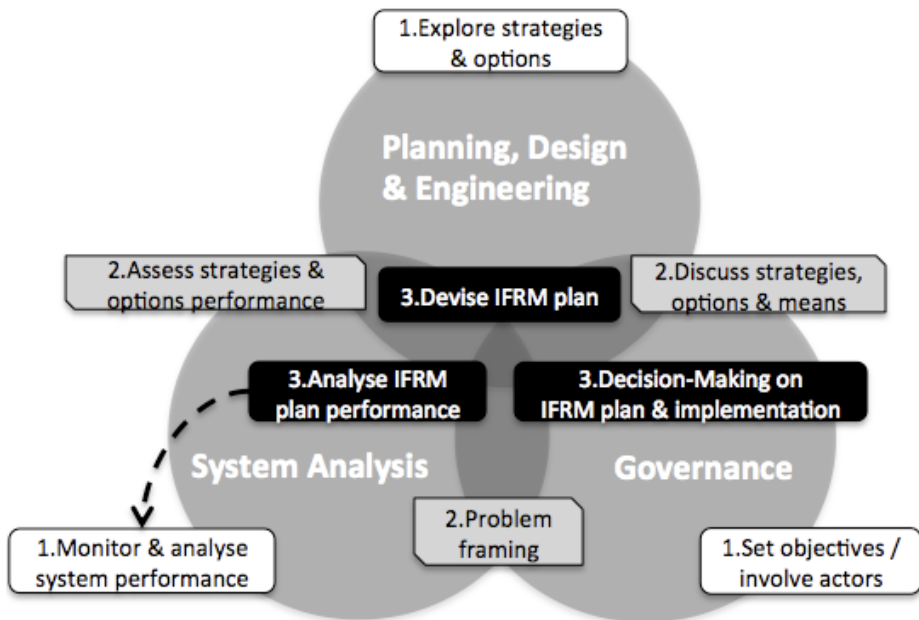 1.Explore strategies
& options
Planning, Design
& Engineering
2.Assess strategies &
options performance
3.Devise IFRM plan
2.Discuss strategies,
options & means
3.Analyse IFRM
plan performance
3.Decision-Making on
IFRM plan & implementation
System Analysis
Governance
2.Problem
framing
1.Monitor & analyse
system performance
1.Set objectives /
involve actors